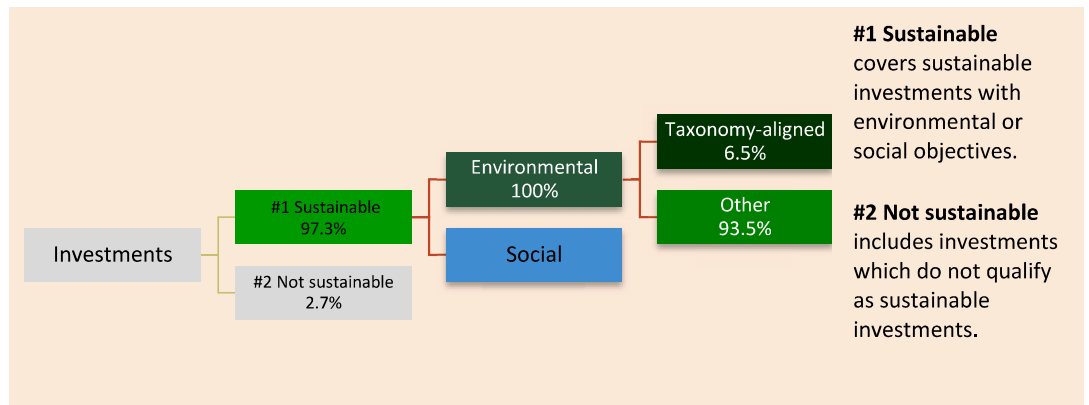 Investments
#1 Sustainable
97.3%
#2 Not sustainable
2.7%
Environmental
100%
Social
Taxonomy-aligned
6.5%
Other
93.5%
#1 Sustainable
covers sustainable
investments with
environmental or
social objectives.
#2 Not sustainable
includes investments
which do not qualify
as sustainable
investments.